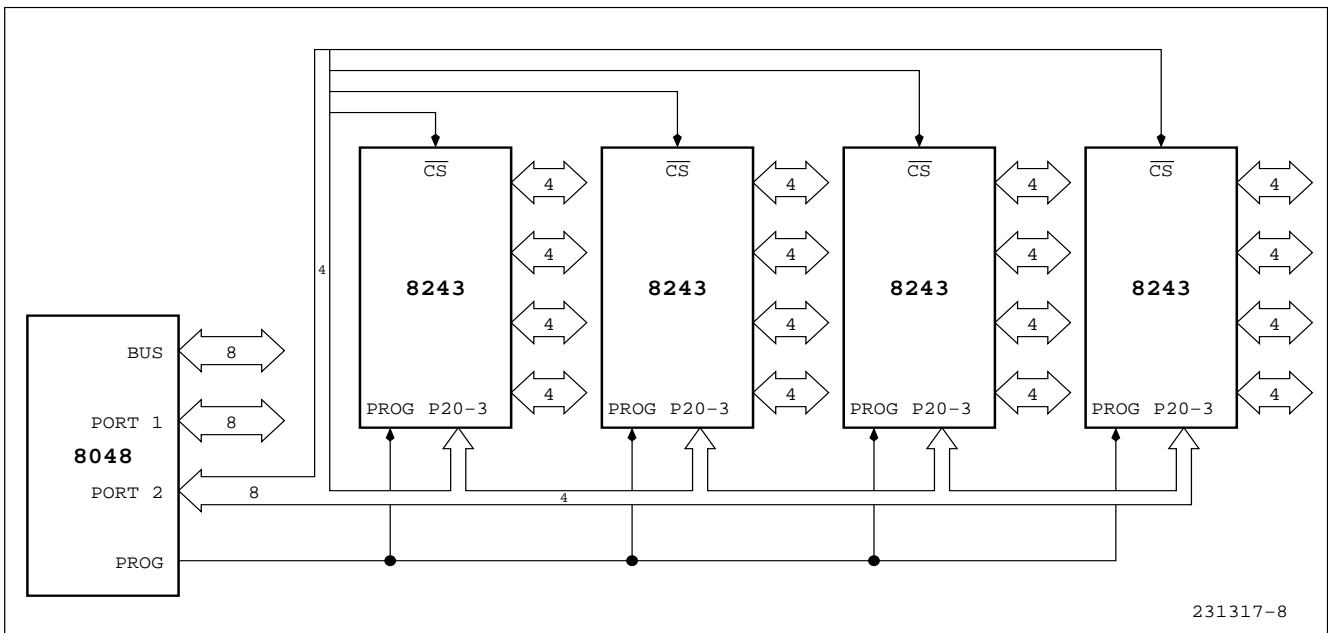 CS CS CS CS
4 4 4 4
4 4 4 4
4
8243 8243 8243 8243
4 4 4 4
BUS 8
4 4 4 4
PROG P20-3 PROG P20-3 PROG P20-3 PROG P20-3
PORT 1 8
8048
PORT 2 8 4
PROG
231317-8